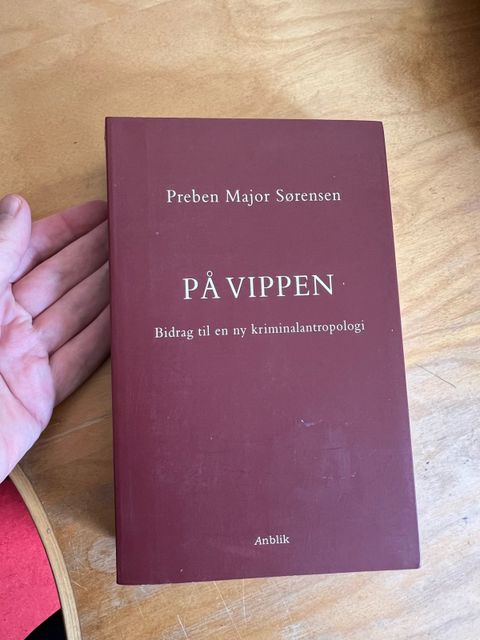 Preben Major Sørensen
PÅ VIPPEN
Bidrag til en ny kriminalantropologi
Anblik